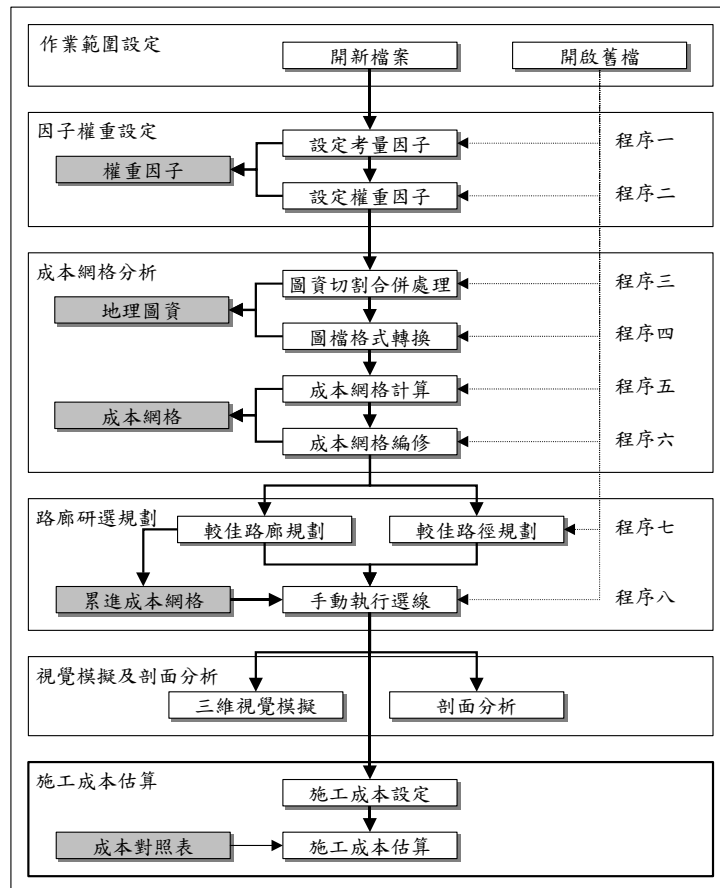 作業範圍設定
開新檔案
開啟舊檔
因子權重設定
設定考量因子
程序一
權重因子
設定權重因子
程序二
成本網格分析
圖資切割合併處理
程序三
地理圖資
圖檔格式轉換
程序四
成本網格計算
程序五
成本網格
成本網格編修
程序六
路廊研選規劃
較佳路廊規劃
較佳路徑規劃
程序七
累進成本網格
手動執行選線
程序八
視覺模擬及剖面分析
三維視覺模擬
剖面分析
施工成本估算
施工成本設定
成本對照表
施工成本估算